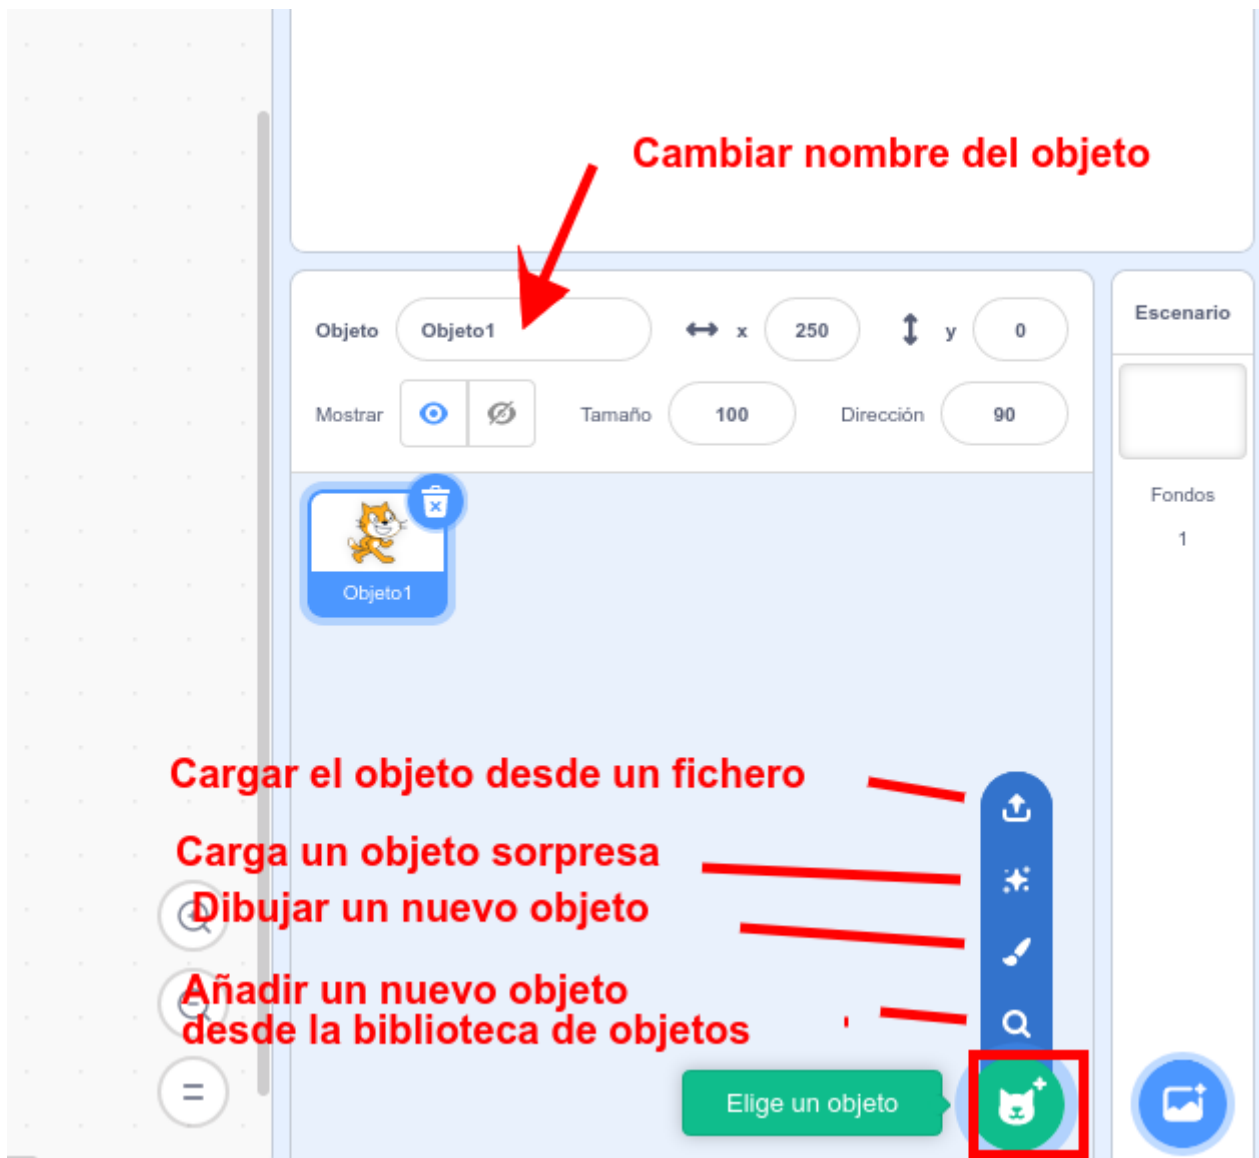 Cambiar nombre del objeto
Objeto Objeto1 x 250 y 0
Mostrar Tamaño 100 Dirección 90
Escenario
Fondos
1
Objeto1
Cargar el objeto desde un fichero
Carga un objeto sorpresa
Dibujar un nuevo objeto
Añadir un nuevo objeto
desde la biblioteca de objetos
Elige un objeto